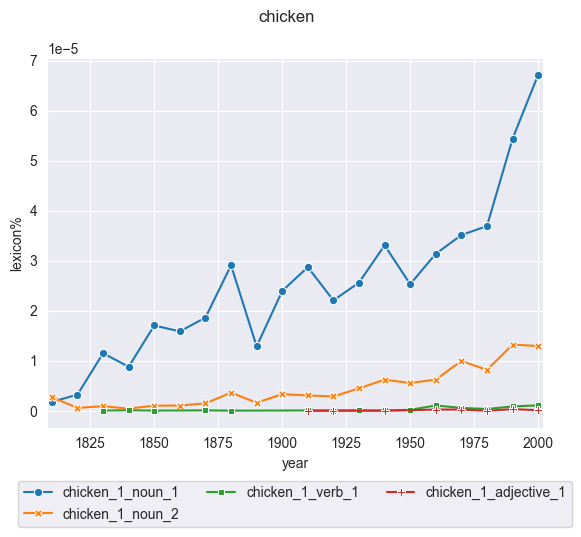 chicken
1e−5
7
6
5
4
3
2
1
0
lexicon%
1825 1850 1875 1900 1925 1950 1975 2000
year
chicken_1_noun_1 chicken_1_verb_1 chicken_1_adjective_1
chicken_1_noun_2